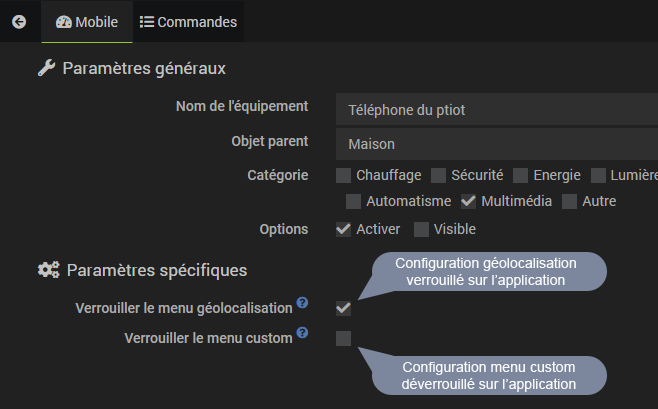 Mobile Commandes
Paramètres généraux
Nom de l'équipement Téléphone du ptiot
Objet parent Maison
Catégorie Chauffage Sécurité Energie Lumière
Automatisme Multimédia Autre
Options Activer Visible
Paramètres spécifiques
Configuration géolocalisation
verrouillé sur l'application
Verrouiller le menu géolocalisation ?
Verrouiller le menu custom ?
Configuration menu custom
déverrouillé sur l'application